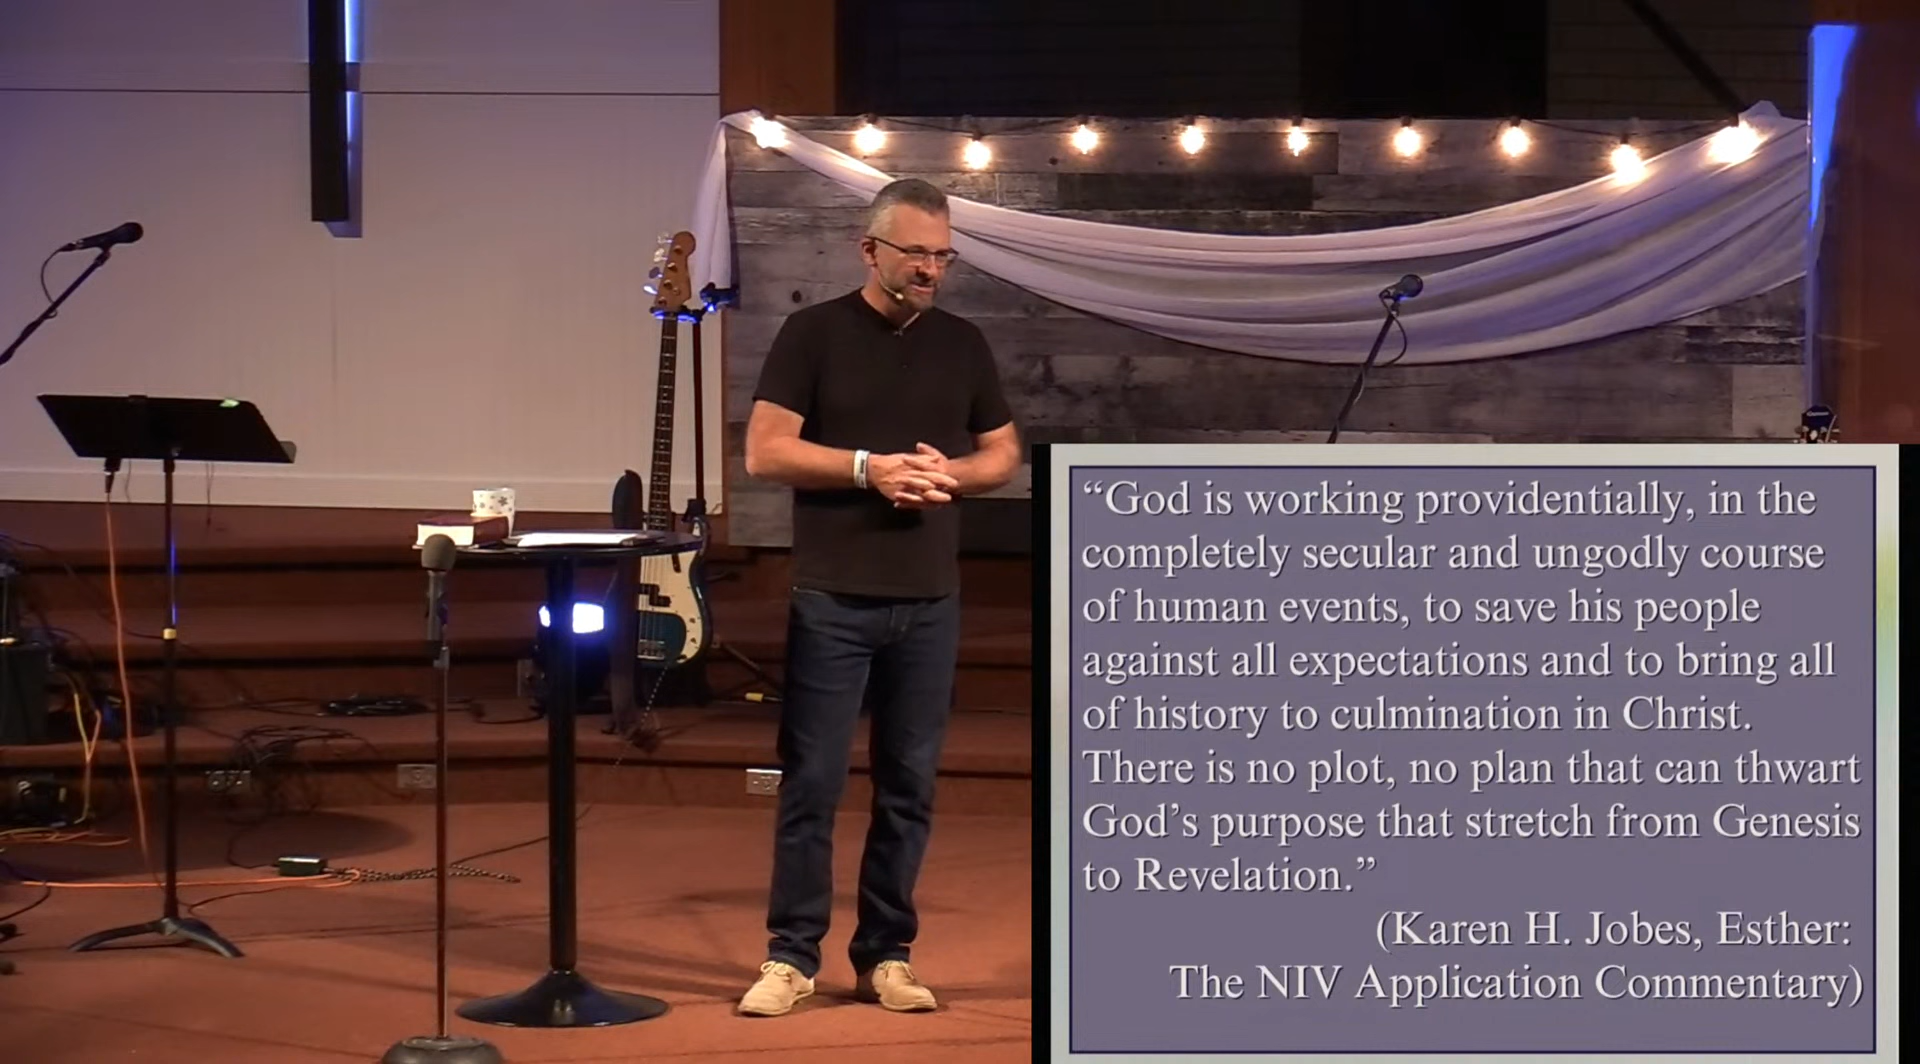 “God is working providentially, in the
completely secular and ungodly course
of human events, to save his people
against all expectations and to bring all
of history to culmination in Christ.
There is no plot, no plan that can thwart
God’s purpose that stretch from Genesis
to Revelation.”
(Karen H. Jobes, Esther:
The NIV Application Commentary)